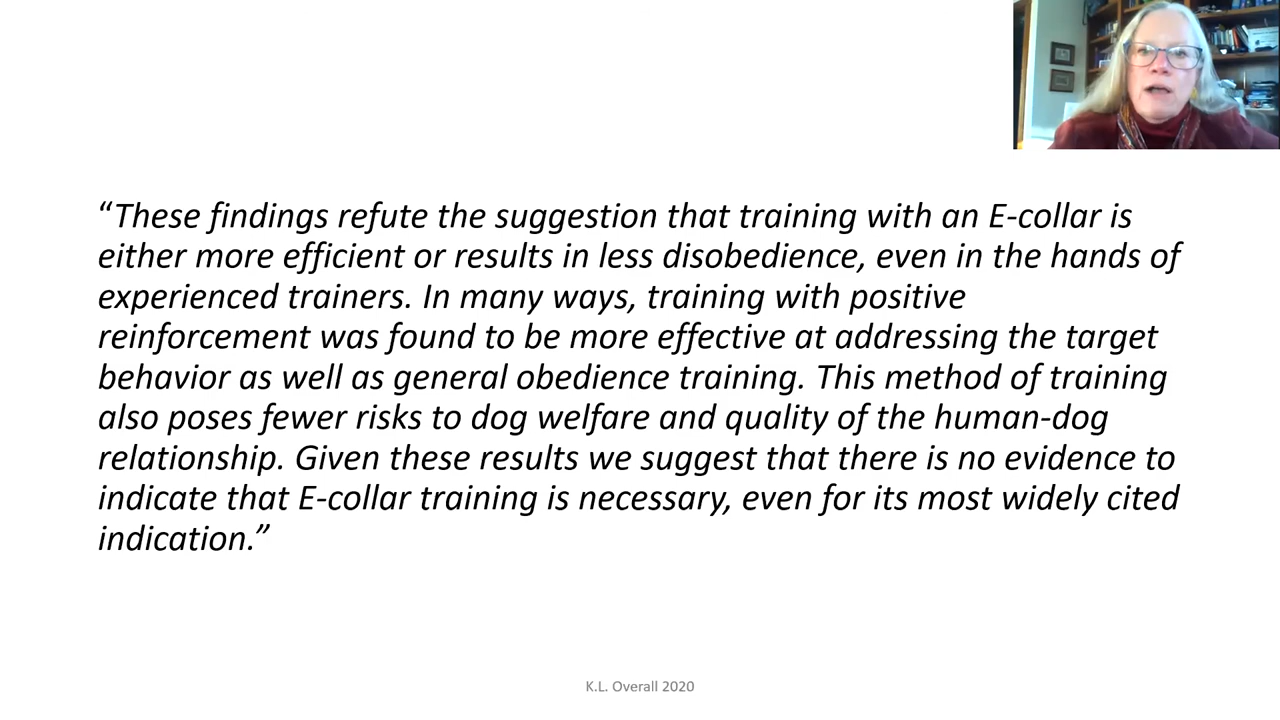 “These findings refute the suggestion that training with an E-collar is
either more efficient or results in less disobedience, even in the hands of
experienced trainers. In many ways, training with positive
reinforcement was found to be more effective at addressing the target
behavior as well as general obedience training. This method of training
also poses fewer risks to dog welfare and quality of the human-dog
relationship. Given these results we suggest that there is no evidence to
indicate that E-collar training is necessary, even for its most widely cited
indication.”
K.L. Overall 2020